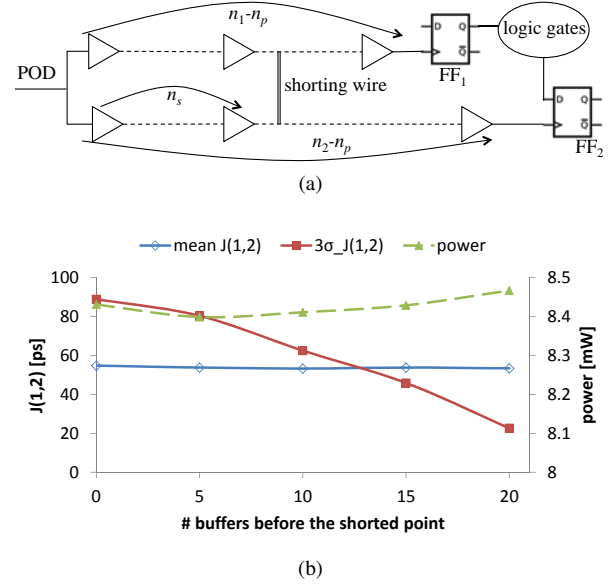 n1-np
POD
ns
shorting wire
n2-np
D Q
Q
FF1
logic gates
D Q
Q
FF2
(a)
mean J(1,2) 3σ_J(1,2) power
J(1,2) [ps]
100
80
60
40
20
0
8.5
8.4
8.3
8.2
8.1
8
power [mW]
0 5 10 15 20
# buffers before the shorted point
(b)